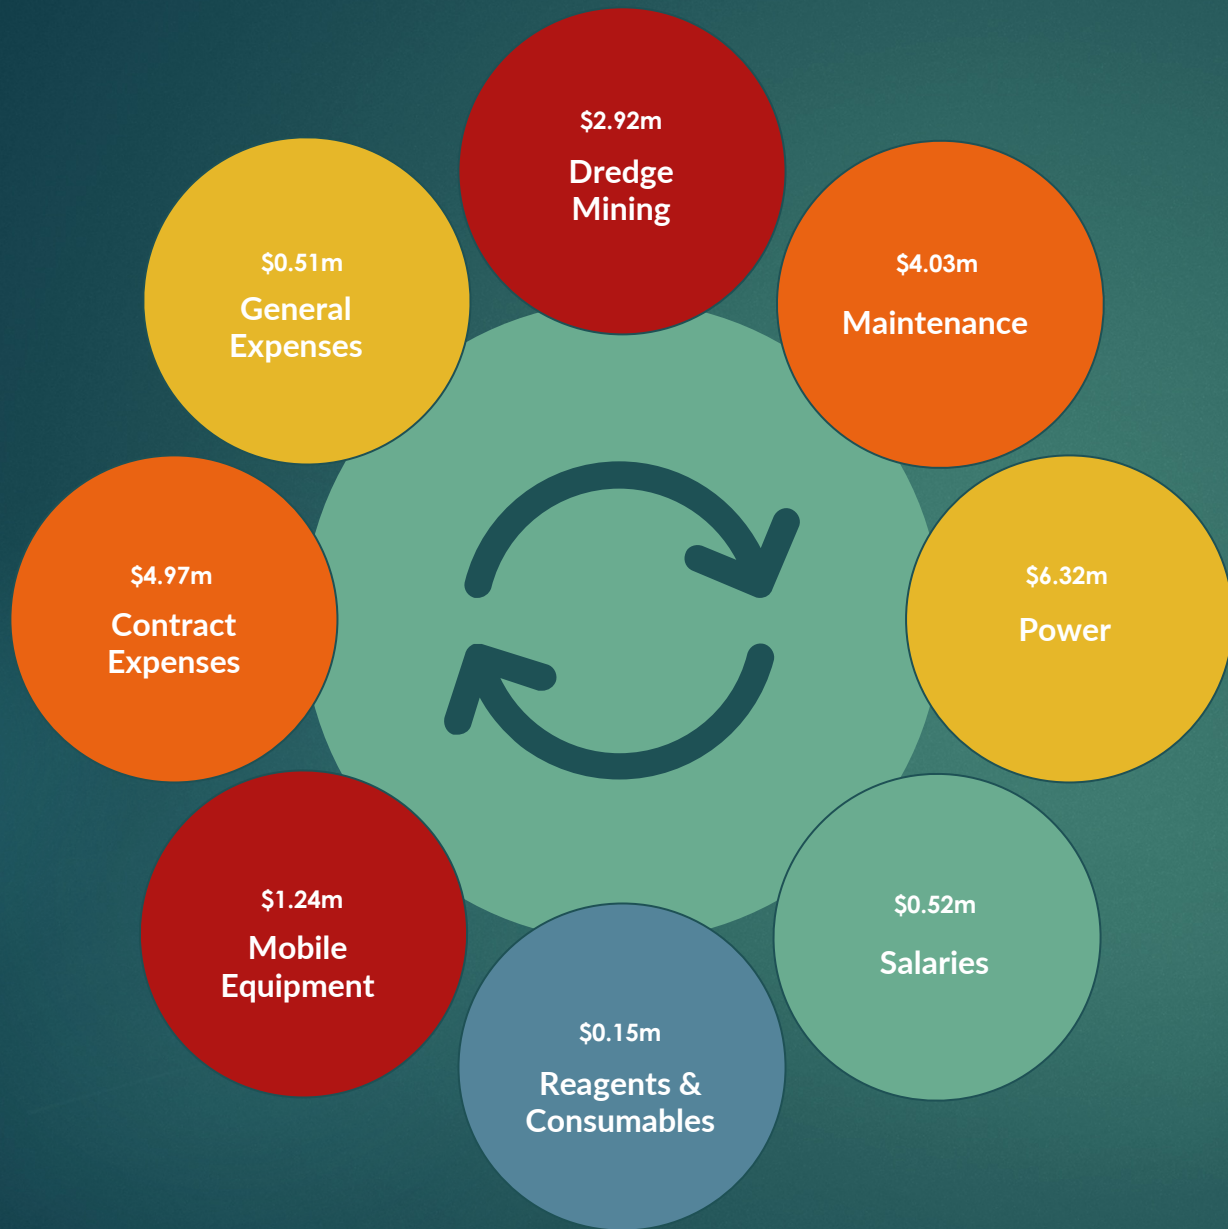 $2.92m
Dredge
Mining
$4.03m
Maintenance
$6.32m
Power
$0.52m
Salaries
$0.15m
Reagents &
Consumables
$1.24m
Mobile
Equipment
$4.97m
Contract
Expenses
$0.51m
General
Expenses